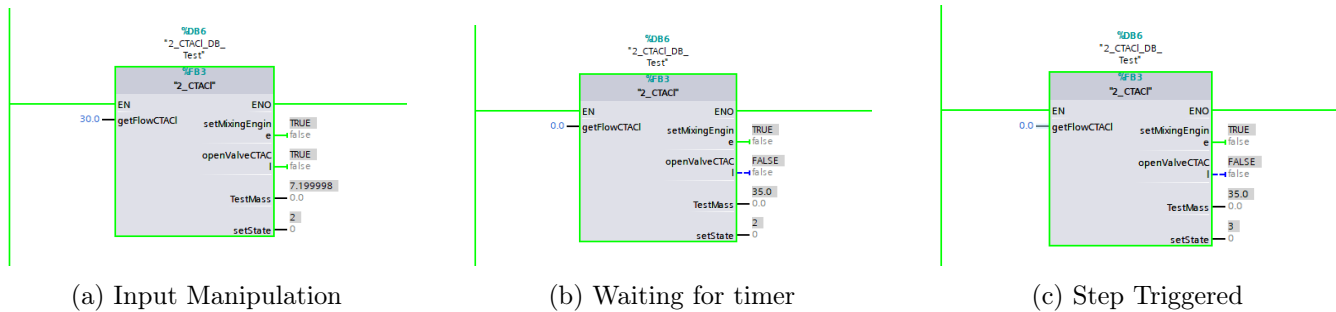 %DB6
"2_CTACl_DB_
Test"
%FB3
"2_CTACl"
EN
ENO
30.0
getFlowCTACl
setMixingEngin
e
TRUE
false
openValveCTAC
l
TRUE
false
7.199998
TestMass
0.0
2
setState
0
(a) Input Manipulation
%DB6
"2_CTACl_DB_
Test"
%FB3
"2_CTACl"
EN
ENO
0.0
getFlowCTACl
setMixingEngin
e
TRUE
false
openValveCTAC
l
FALSE
false
35.0
TestMass
0.0
2
setState
0
(b) Waiting for timer
%DB6
"2_CTACl_DB_
Test"
%FB3
"2_CTACl"
EN
ENO
0.0
getFlowCTACl
setMixingEngin
e
TRUE
false
openValveCTAC
l
FALSE
false
35.0
TestMass
0.0
3
setState
0
(c) Step Triggered